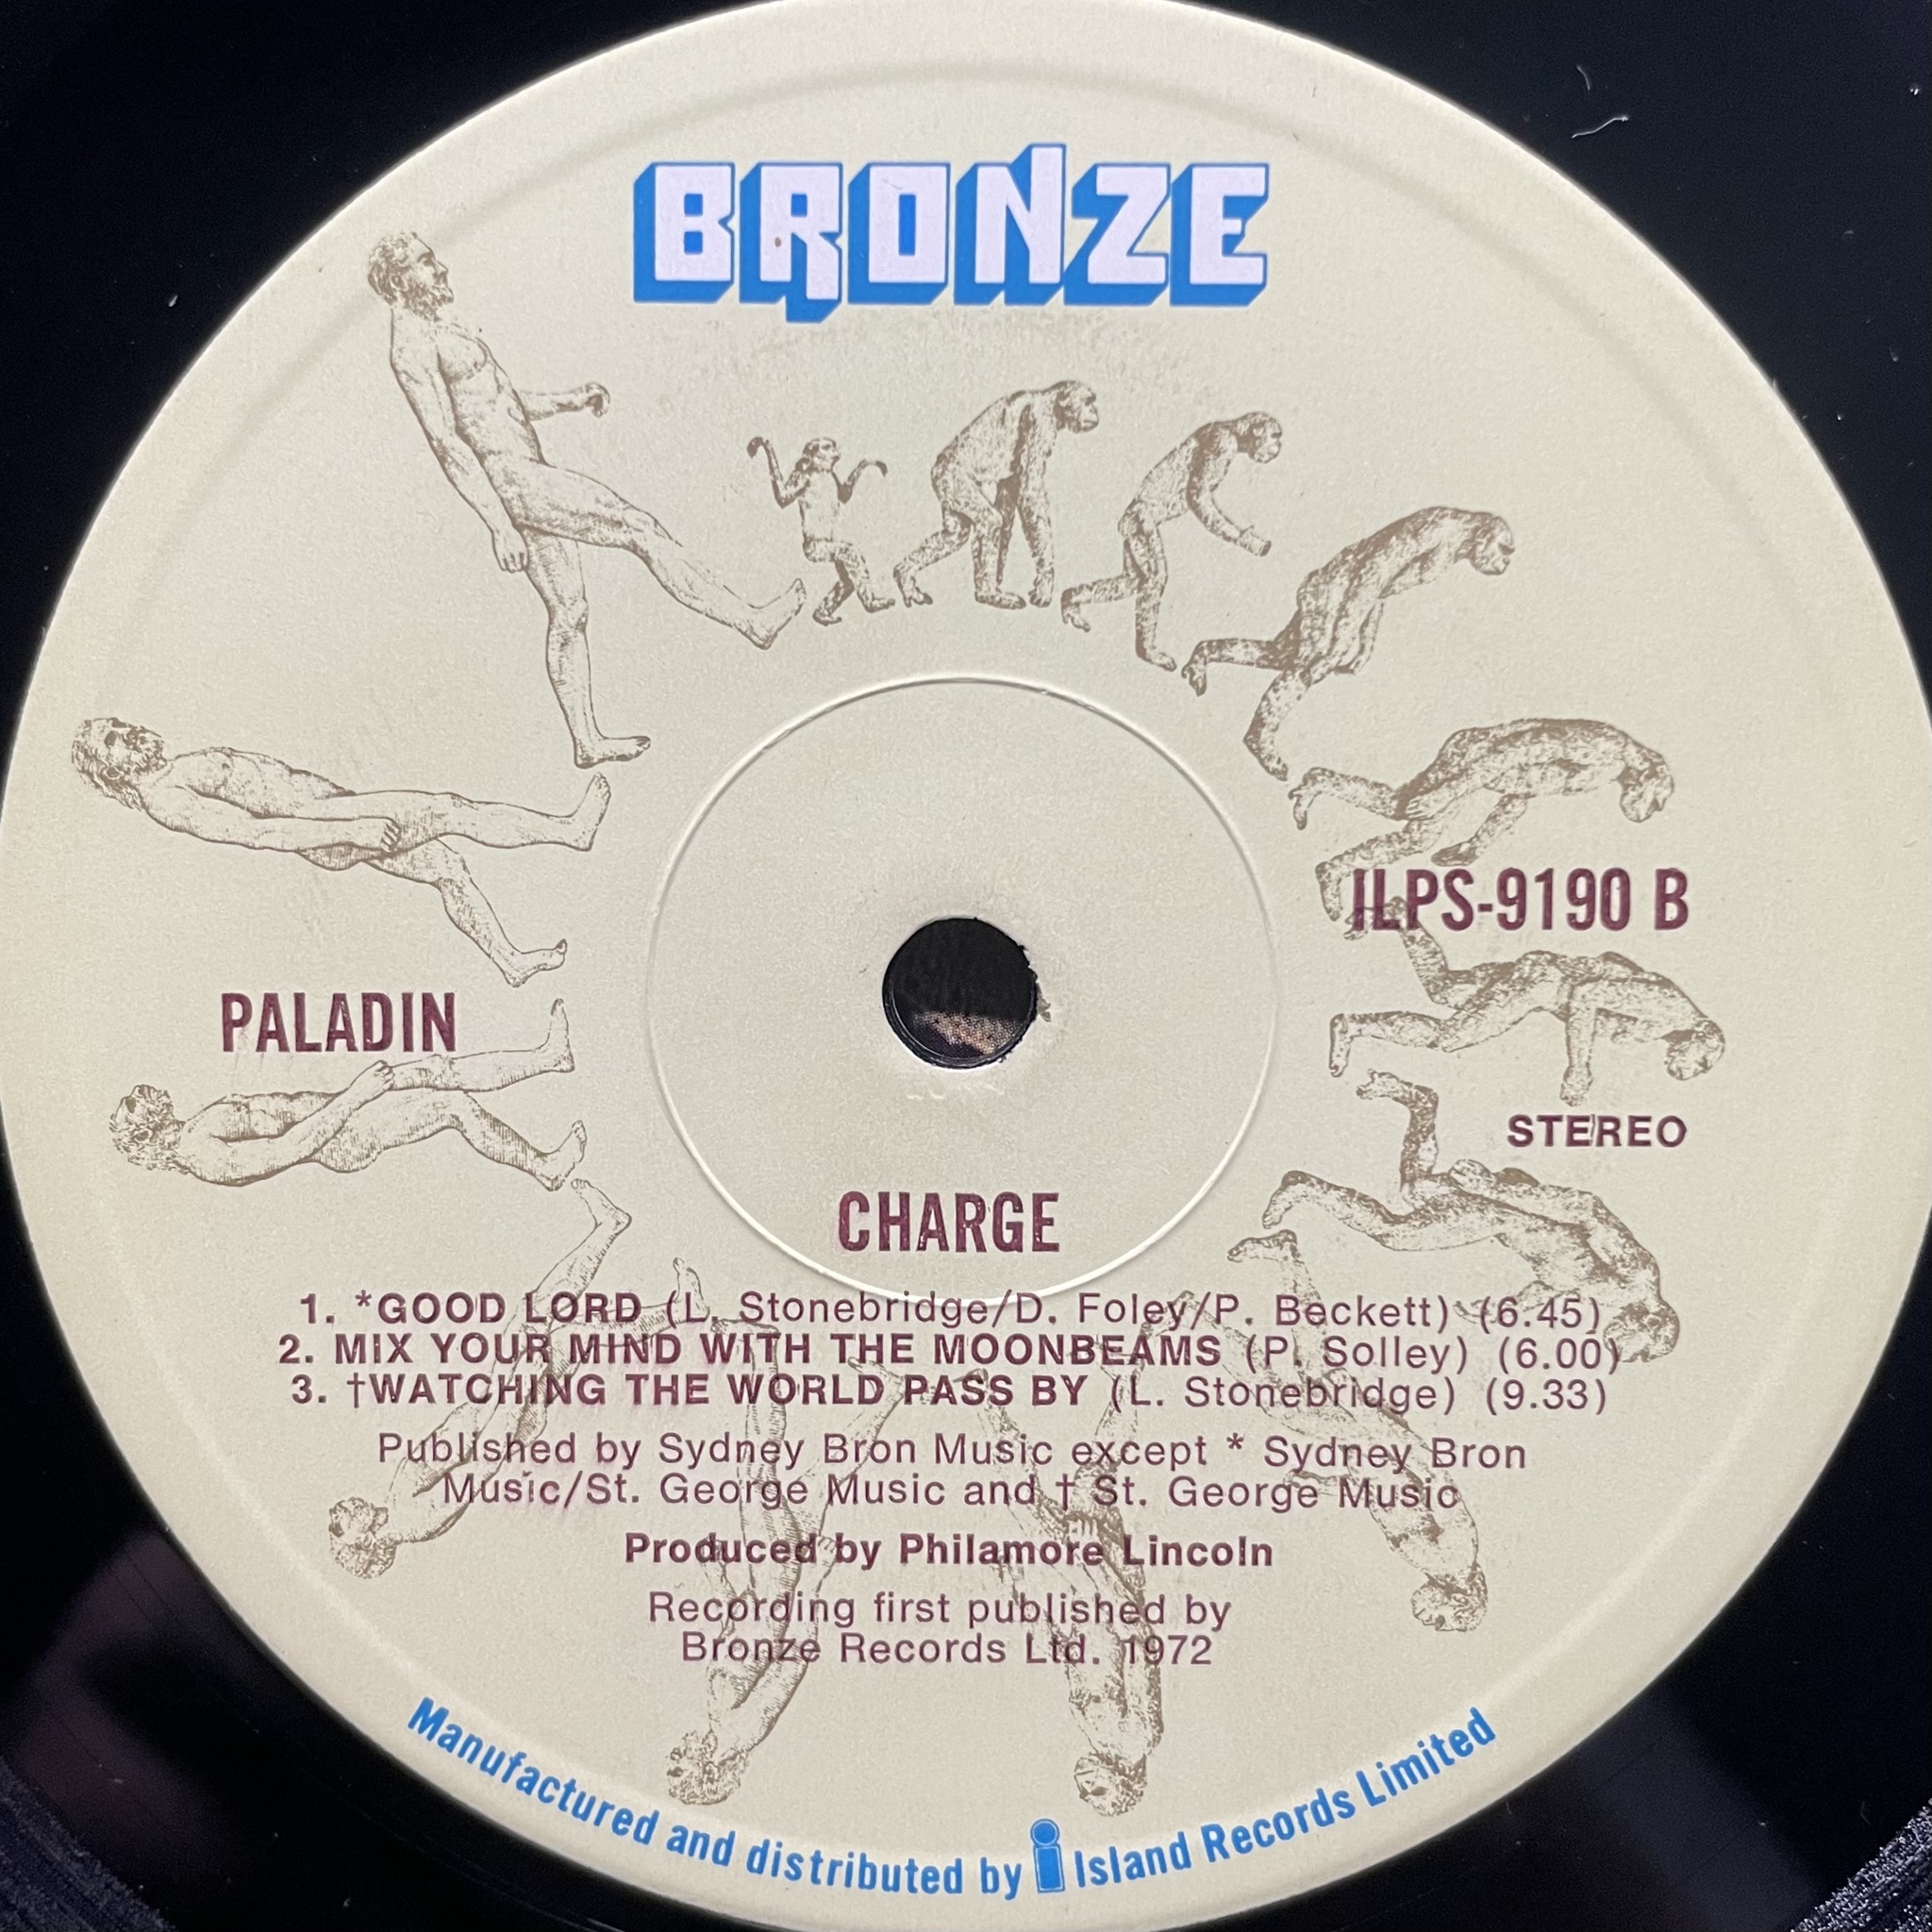 BRONZE
ILPS-9190 B
PALADIN
STEREO
CHARGE
1. *GOOD LORD (L. Stonebridge/D. Foley/P. Beckett) (6.45)
2. MIX YOUR MIND WITH THE MOONBEAMS (P. Solley) (6.00)
3. †WATCHING THE WORLD PASS BY (L. Stonebridge) (9.33)
Published by Sydney Bron Music except * Sydney Bron
Music/St. George Music and † St. George Music
Produced by Philamore Lincoln
Recording first published by
Bronze Records Ltd. 1972
Manufactured and distributed by i Island Records Limited